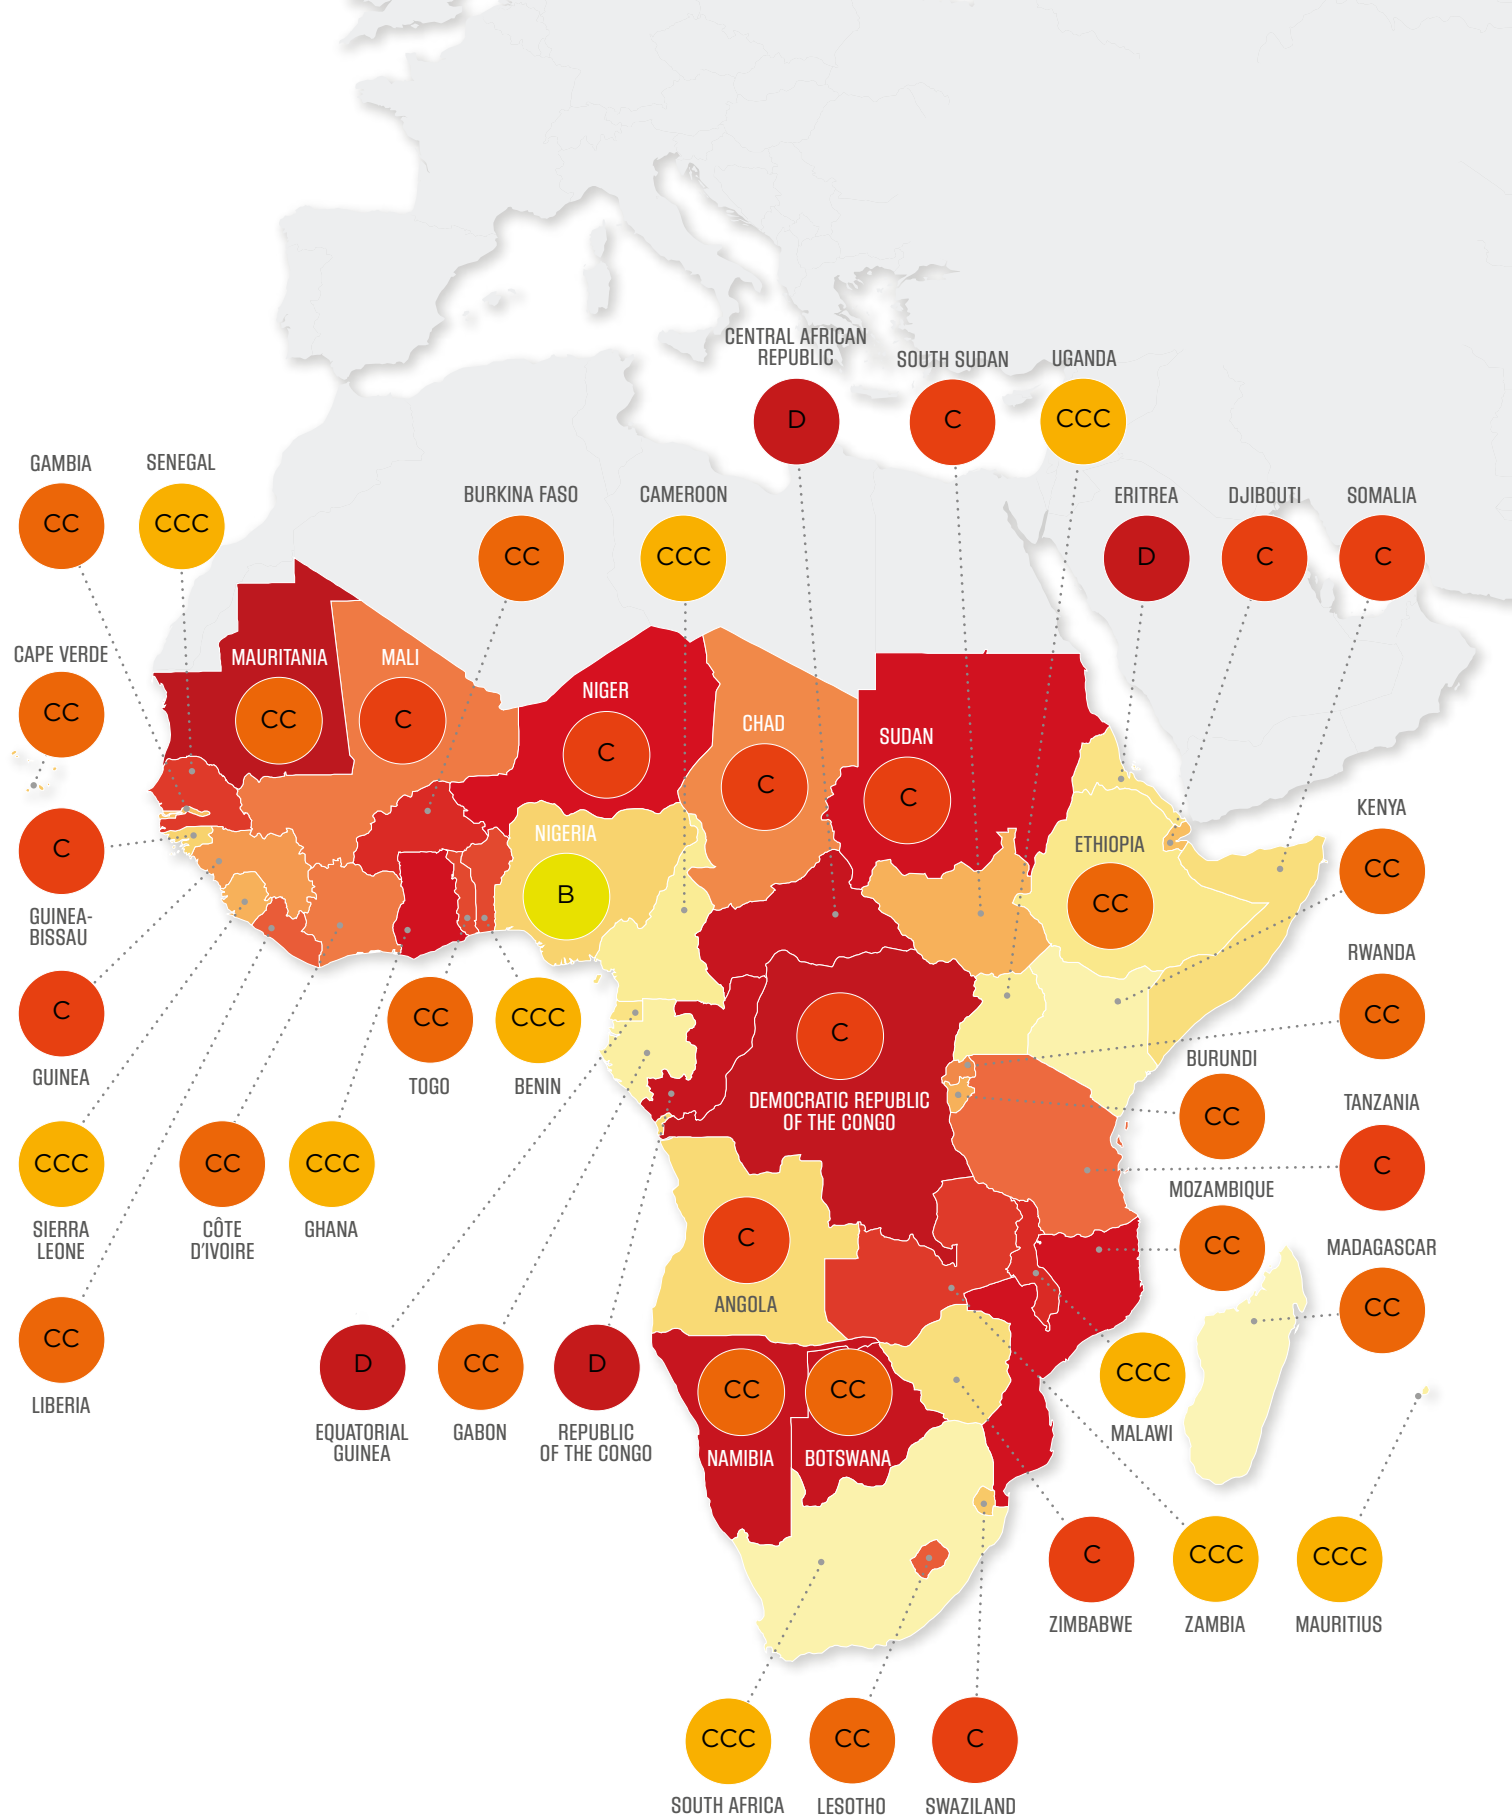 CENTRAL AFRICAN
REPUBLIC
D
SOUTH SUDAN
C
UGANDA
CCC
GAMBIA
CC
SENEGAL
CCC
BURKINA FASO
CC
CAMEROON
CCC
ERITREA
D
DJIBOUTI
C
SOMALIA
C
CAPE VERDE
CC
MAURITANIA
CC
MALI
C
NIGER
C
CHAD
C
SUDAN
C
C
GUINEA-
BISSAU
NIGERIA
B
ETHIOPIA
CC
KENYA
CC
C
GUINEA
CC
TOGO
CCC
BENIN
C
DEMOCRATIC REPUBLIC
OF THE CONGO
RWANDA
CC
BURUNDI
CC
TANZANIA
C
CCC
SIERRA
LEONE
CC
CÔTE
D'IVOIRE
CCC
GHANA
C
ANGOLA
MOZAMBIQUE
CC
MADAGASCAR
CC
CC
LIBERIA
D
EQUATORIAL
GUINEA
CC
GABON
D
REPUBLIC
OF THE CONGO
CC
NAMIBIA
CC
BOTSWANA
CCC
MALAWI
C
ZIMBABWE
CCC
ZAMBIA
CCC
MAURITIUS
CCC
SOUTH AFRICA
CC
LESOTHO
C
SWAZILAND